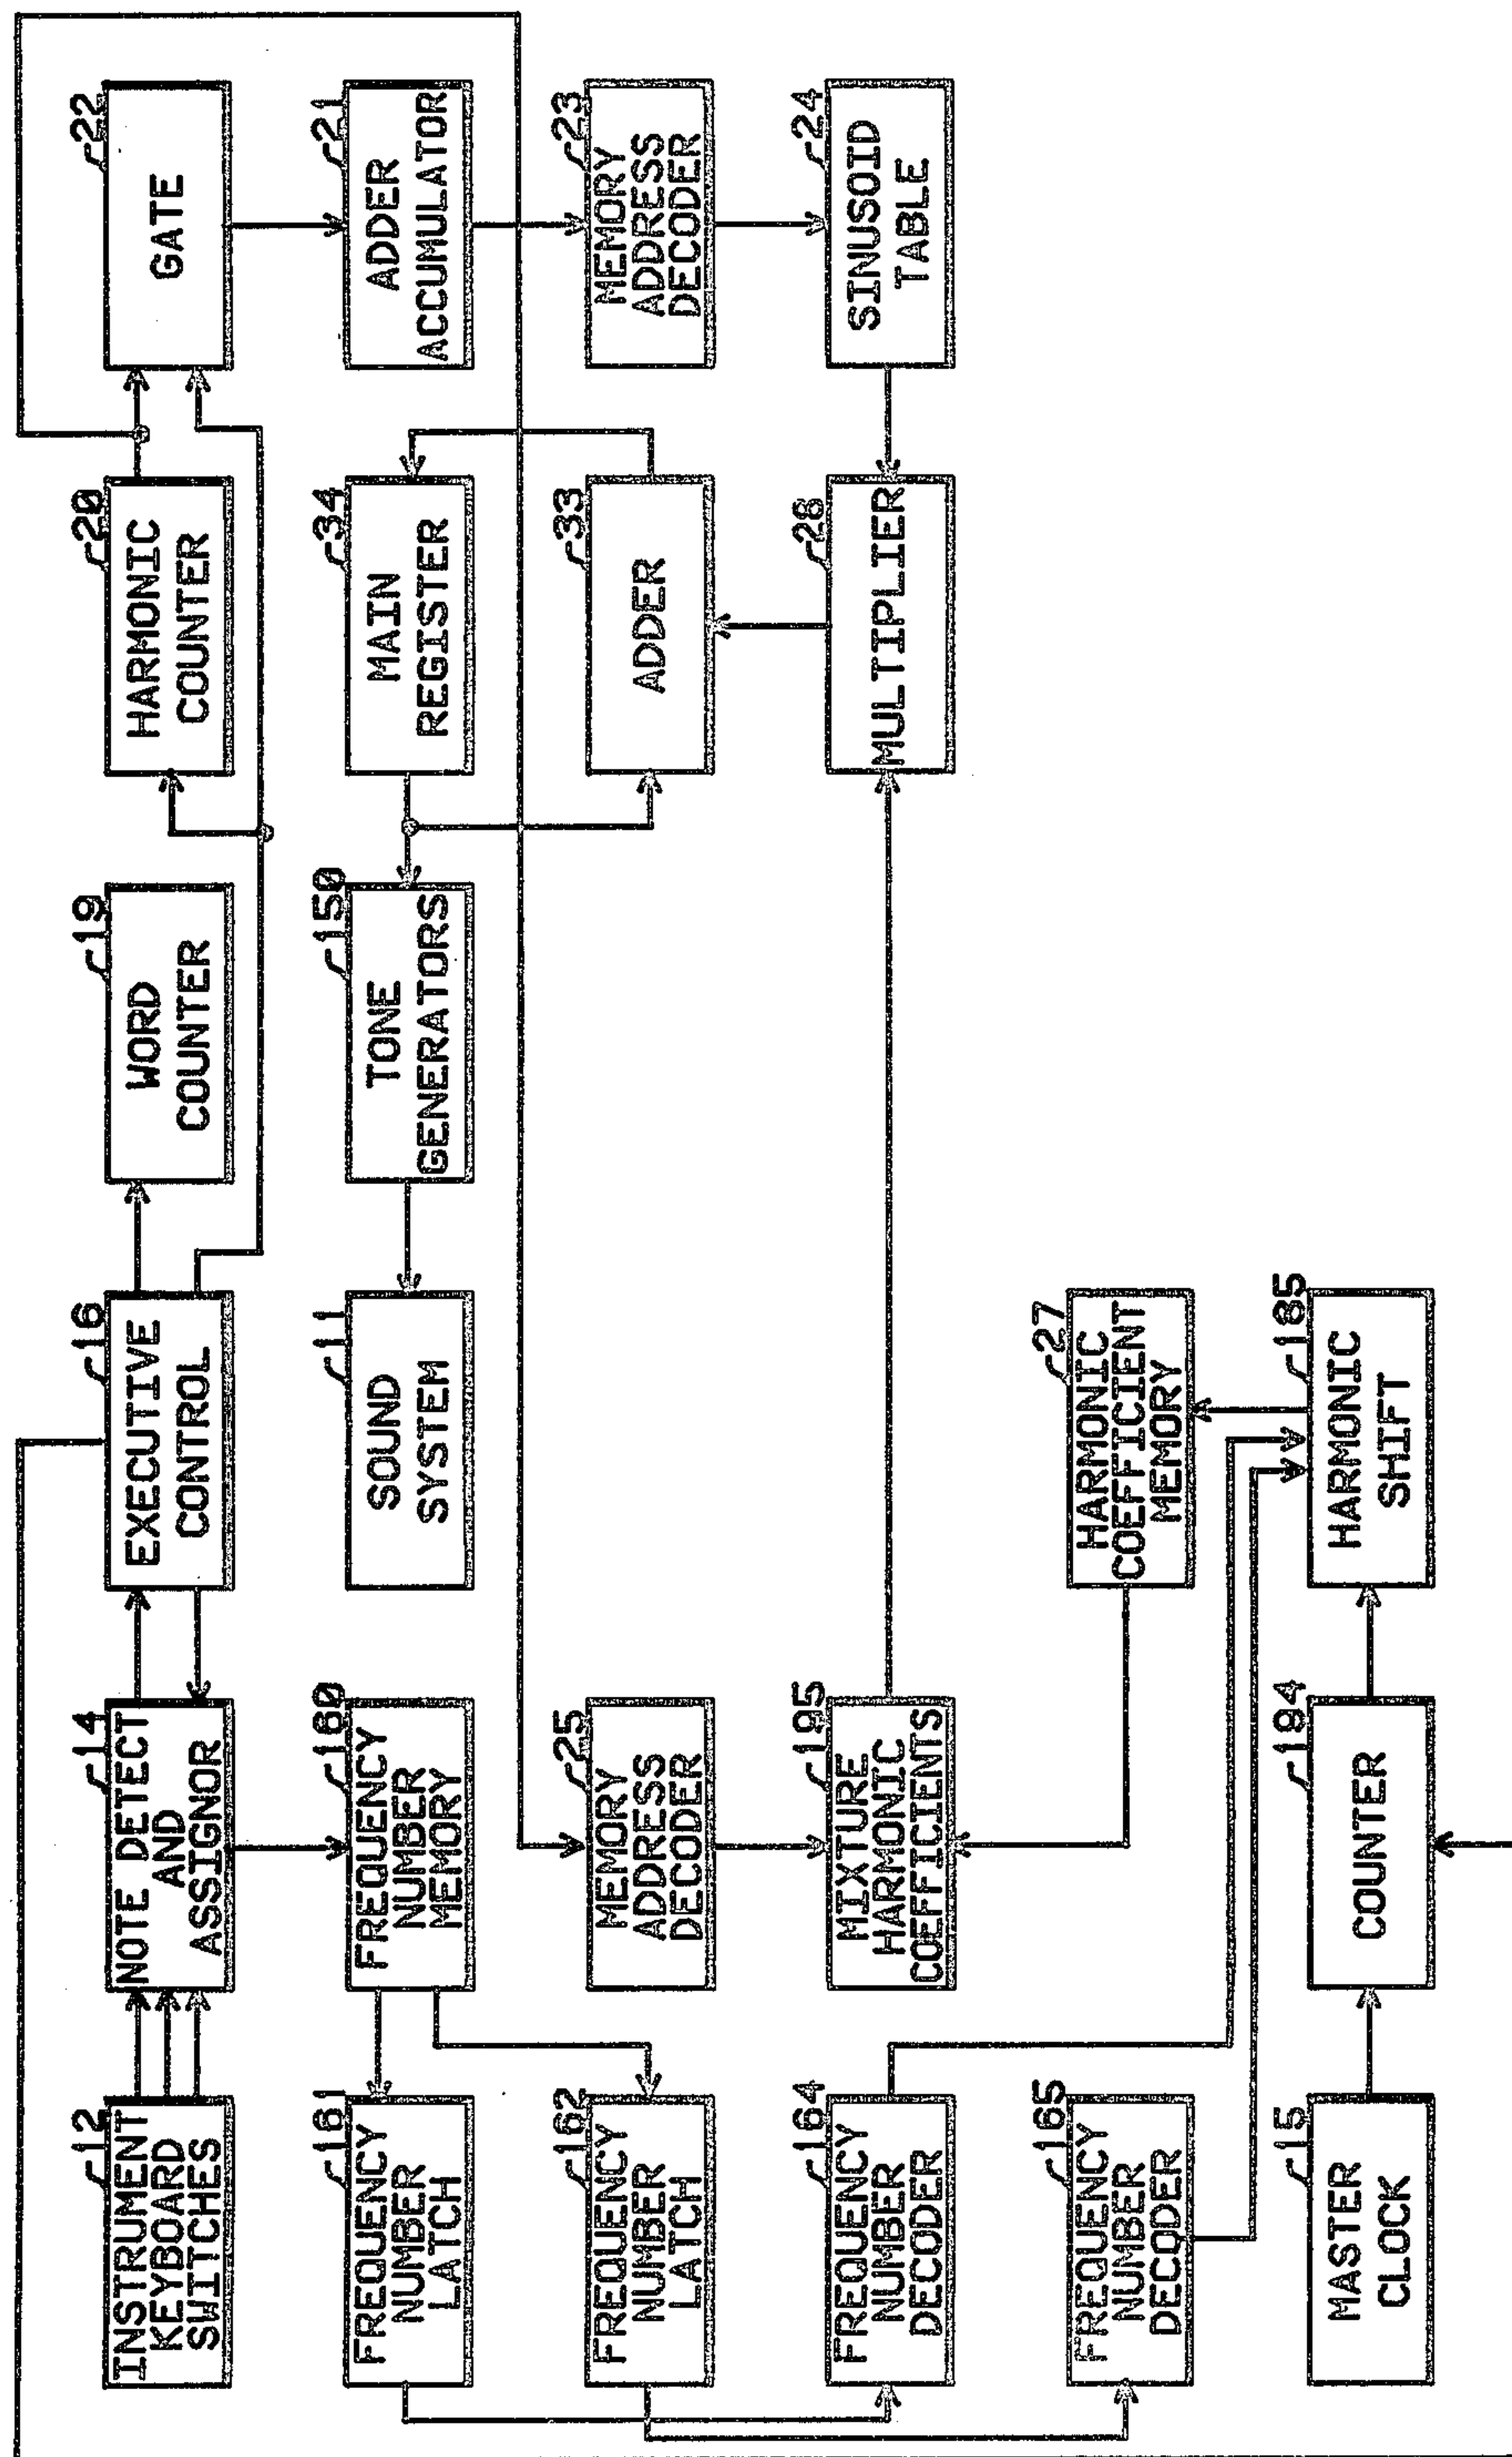 12
INSTRUMENT
KEYBOARD
SWITCHES
14
NOTE DETECT
AND
ASSIGNOR
16
EXECUTIVE
CONTROL
19
WORD
COUNTER
20
HARMONIC
COUNTER
22
GATE
161
FREQUENCY
NUMBER
LATCH
160
FREQUENCY
NUMBER
MEMORY
11
SOUND
SYSTEM
150
TONE
GENERATORS
34
MAIN
REGISTER
21
ADDER
ACCUMULATOR
162
FREQUENCY
NUMBER
LATCH
25
MEMORY
ADDRESS
DECODER
33
ADDER
23
MEMORY
ADDRESS
DECODER
164
FREQUENCY
NUMBER
DECODER
195
MIXTURE
HARMONIC
COEFFICIENTS
28
MULTIPLIER
24
SINUSOID
TABLE
165
FREQUENCY
NUMBER
DECODER
27
HARMONIC
COEFFICIENT
MEMORY
15
MASTER
CLOCK
194
COUNTER
185
HARMONIC
SHIFT